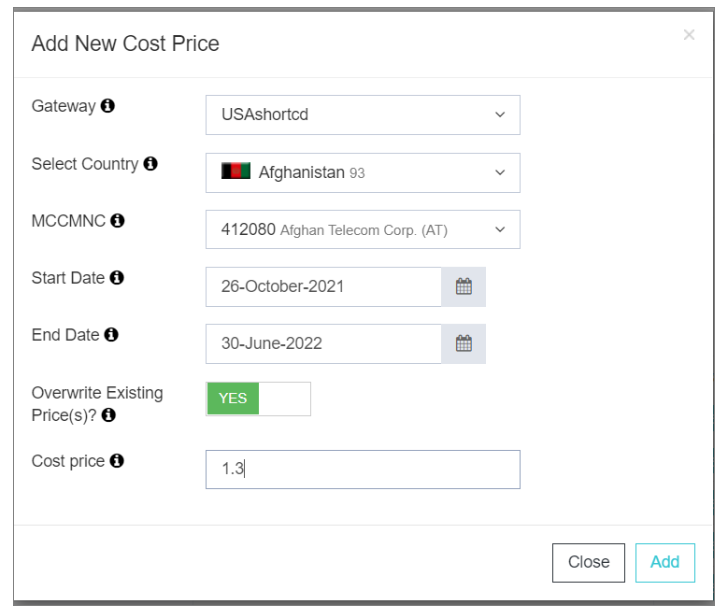 Add New Cost Price
×
Gateway
USAshortcd
Select Country
Afghanistan 93
MCCMNC
412080 Afghan Telecom Corp. (AT)
Start Date
26-October-2021
End Date
30-June-2022
Overwrite Existing
Price(s)?
YES
Cost price
1.3
Close Add